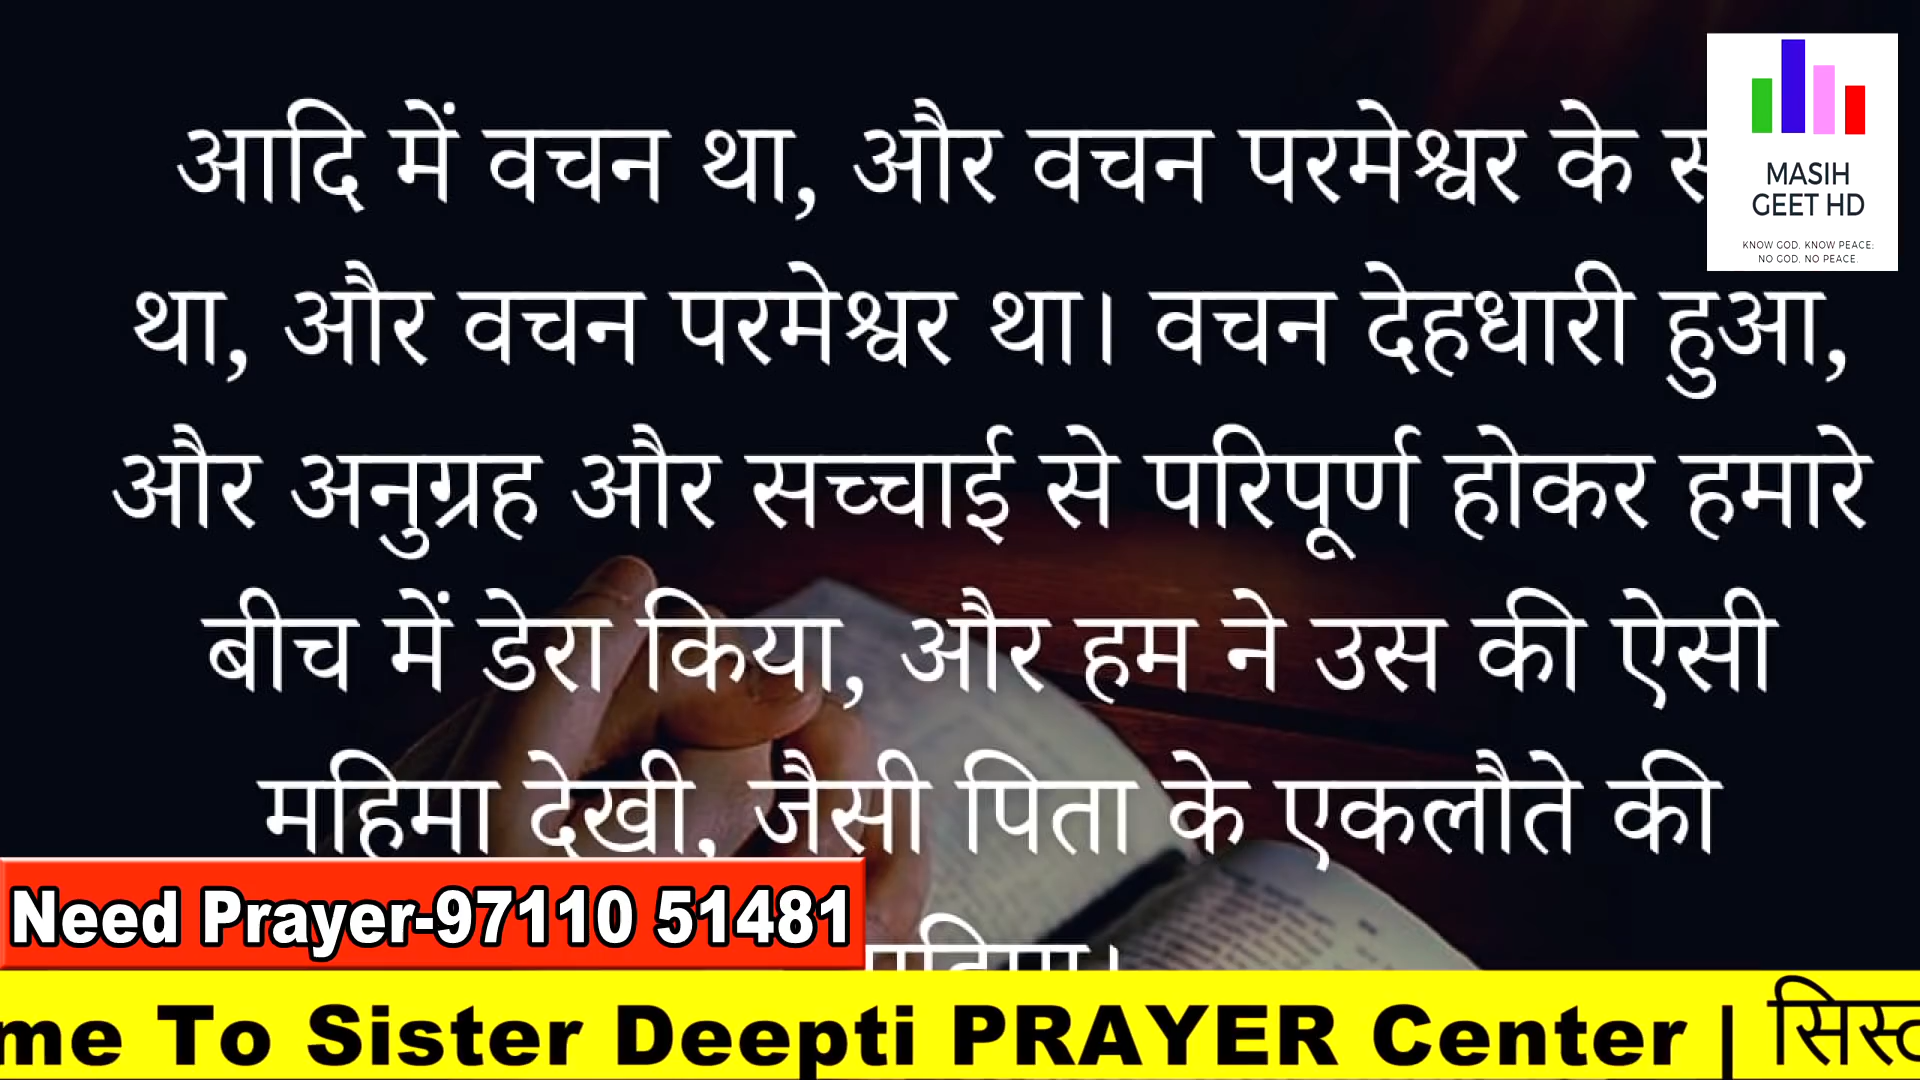 आदि में वचन था, और वचन परमेश्वर के
था, और वचन परमेश्वर था। वचन देहधारी हुआ,
और अनुग्रह और सच्चाई से परिपूर्ण होकर हमारे
बीच में डेरा किया, और हम ने उस की ऐसी
महिमा देखी, जैसी पिता के एकलौते की
MASIH
GEET HD
KNOW GOD, KNOW PEACE;
NO GOD, NO PEACE.
Need Prayer-97110 51481
me To Sister Deepti PRAYER Center |